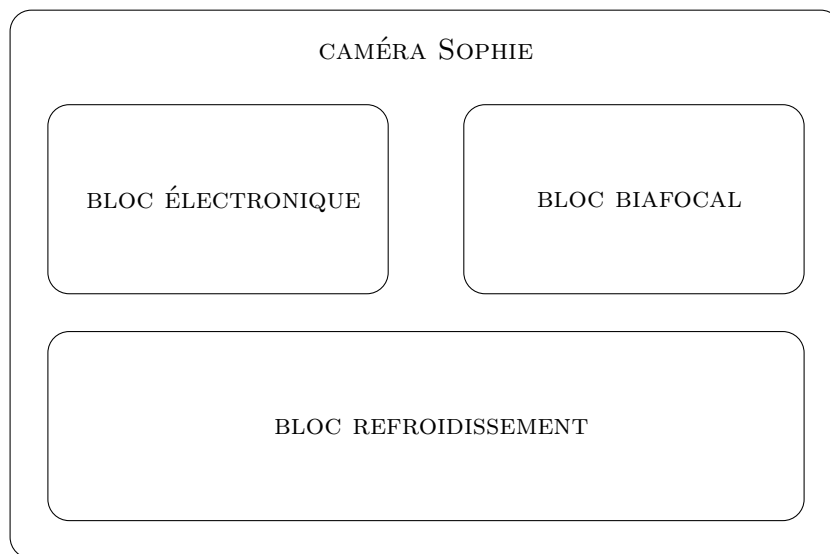 caméra Sophie
bloc électronique
bloc biafocal
bloc refroidissement